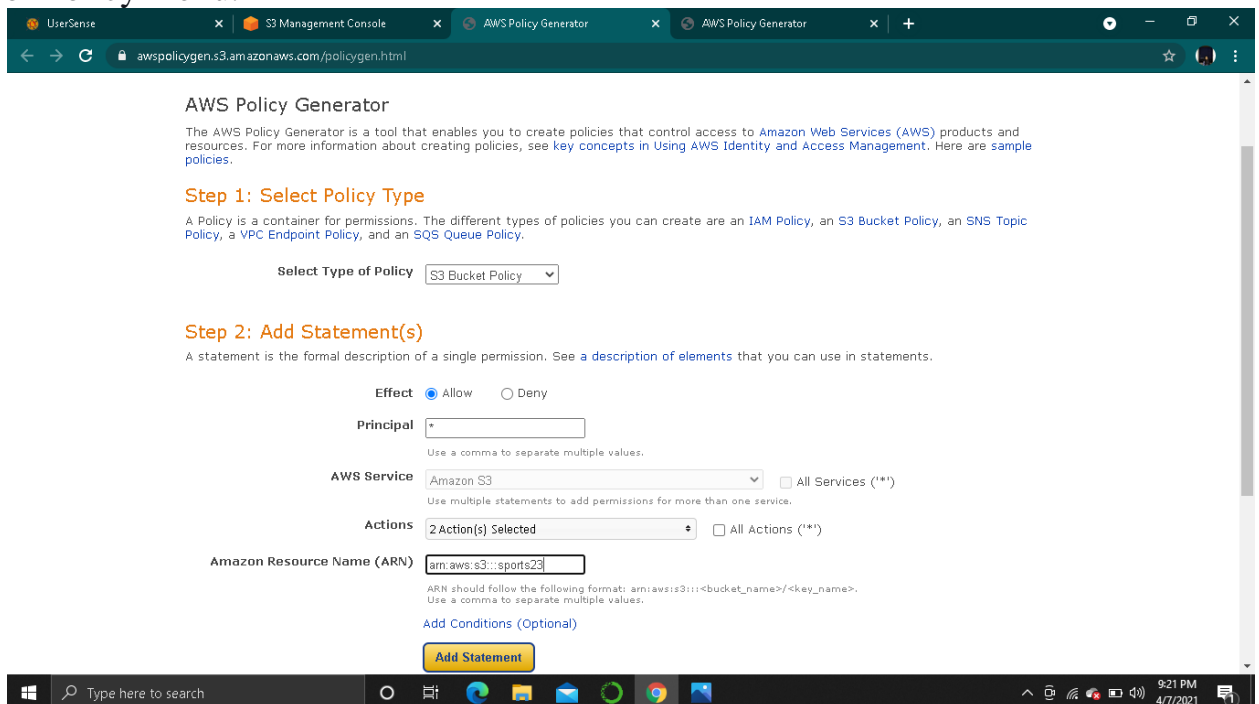 UserSense
S3 Management Console
AWS Policy Generator
AWS Policy Generator
awspolicygen.s3.amazonaws.com/policygen.html
AWS Policy Generator
The AWS Policy Generator is a tool that enables you to create policies that control access to Amazon Web Services (AWS) products and
resources. For more information about creating policies, see key concepts in Using AWS Identity and Access Management. Here are sample
policies.
Step 1: Select Policy Type
A Policy is a container for permissions. The different types of policies you can create are an IAM Policy, an S3 Bucket Policy, an SNS Topic
Policy, a VPC Endpoint Policy, and an SQS Queue Policy.
Select Type of Policy S3 Bucket Policy
Step 2: Add Statement(s)
A statement is the formal description of a single permission. See a description of elements that you can use in statements.
Effect Allow Deny
Principal *
Use a comma to separate multiple values.
AWS Service Amazon S3 All Services ('*')
Use multiple statements to add permissions for more than one service.
Actions 2 Action(s) Selected All Actions ('*')
Amazon Resource Name (ARN) arn:aws:s3:::sports23
ARN should follow the following format: arn:aws:s3:::<bucket_name>/<key_name>.
Use a comma to separate multiple values.
Add Conditions (Optional)
Add Statement
Type here to search
9:21 PM
4/7/2021